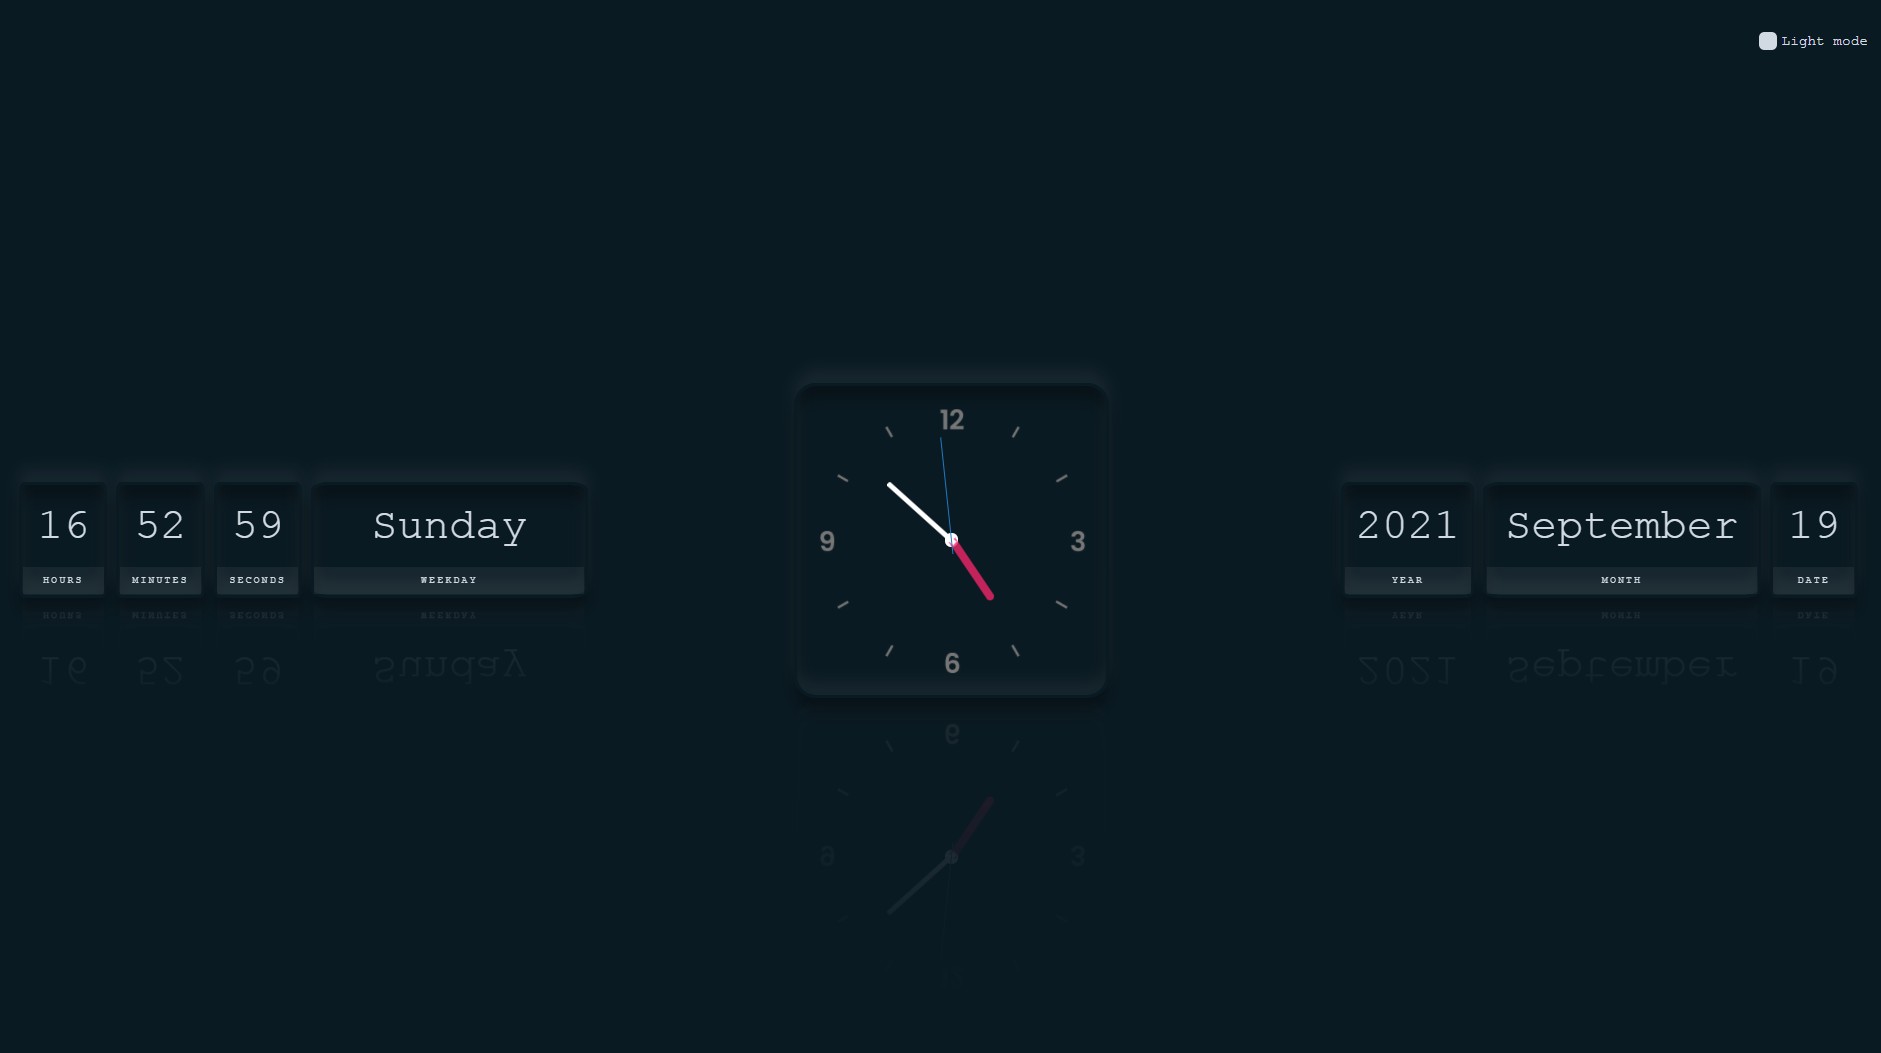 Light mode
16 52 59 Sunday
HOURS MINUTES SECONDS WEEKDAY
12
9 3
6
2021 September 19
YEAR MONTH DATE